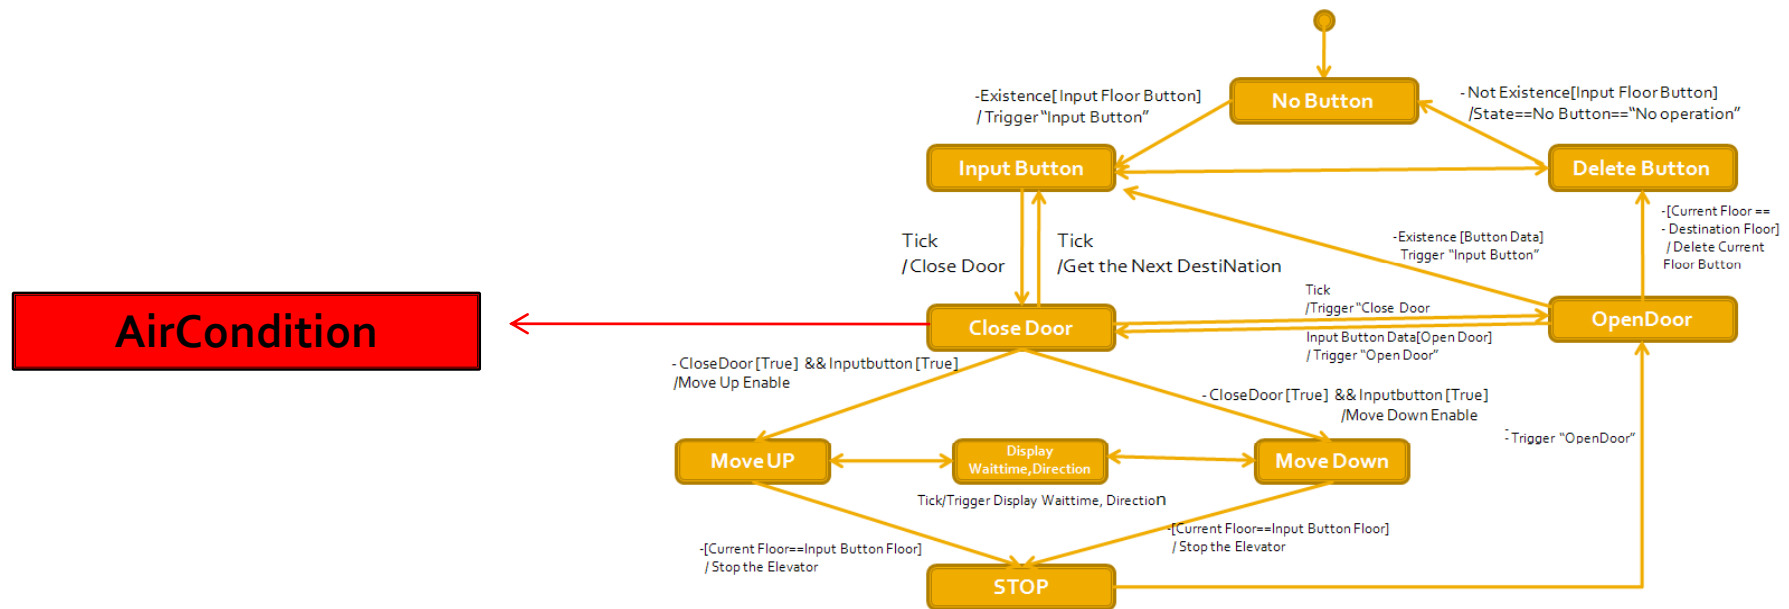 No Button
-Existence[Input Floor Button]
/Trigger "Input Button"
- Not Existence[Input Floor Button]
/State==No Button=="No operation"
Input Button
Delete Button
-[Current Floor ==
- Destination Floor]
/ Delete Current
Floor Button
Tick
/Close Door
Tick
/Get the Next DestiNation
-Existence [Button Data]
Trigger "Input Button"
AirCondition
Close Door
Tick
/Trigger "Close Door
Input Button Data[Open Door]
/ Trigger "Open Door"
OpenDoor
- CloseDoor [True] && Inputbutton [True]
/Move Up Enable
- CloseDoor [True] && Inputbutton [True]
/Move Down Enable
- Trigger "OpenDoor"
Move UP
Display
Waittime,Direction
Move Down
Tick/Trigger Display Waittime, Direction
-[Current Floor==Input Button Floor]
/ Stop the Elevator
-[Current Floor==Input Button Floor]
/ Stop the Elevator
STOP